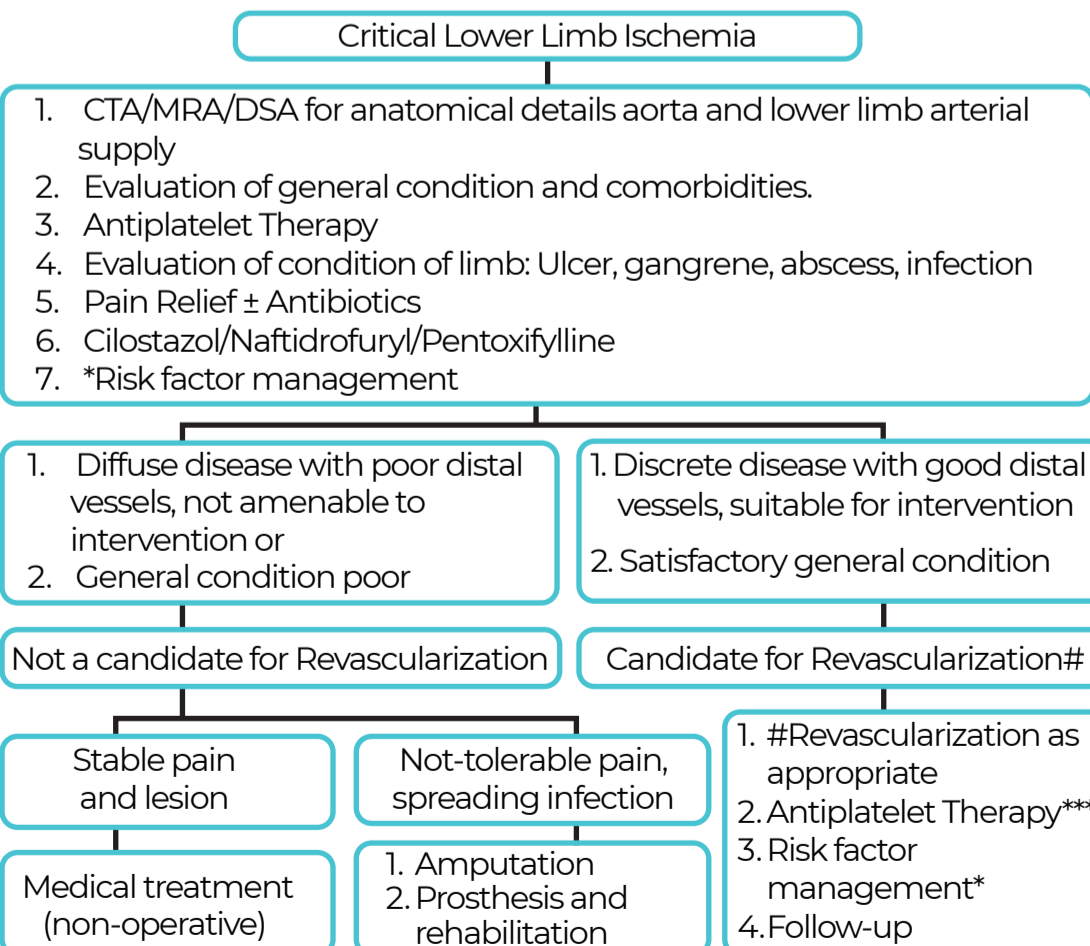 Critical Lower Limb Ischemia
1. CTA/MRA/DSA for anatomical details aorta and lower limb arterial
supply
2. Evaluation of general condition and comorbidities.
3. Antiplatelet Therapy
4. Evaluation of condition of limb: Ulcer, gangrene, abscess, infection
5. Pain Relief ± Antibiotics
6. Cilostazol/Naftidrofuryl/Pentoxifylline
7. *Risk factor management
1. Diffuse disease with poor distal
vessels, not amenable to
intervention or
2. General condition poor
1. Discrete disease with good distal
vessels, suitable for intervention
2. Satisfactory general condition
Not a candidate for Revascularization
Candidate for Revascularization#
Stable pain
and lesion
Not-tolerable pain,
spreading infection
1. #Revascularization as
appropriate
2. Antiplatelet Therapy***
3. Risk factor
management*
4. Follow-up
Medical treatment
(non-operative)
1. Amputation
2. Prosthesis and
rehabilitation